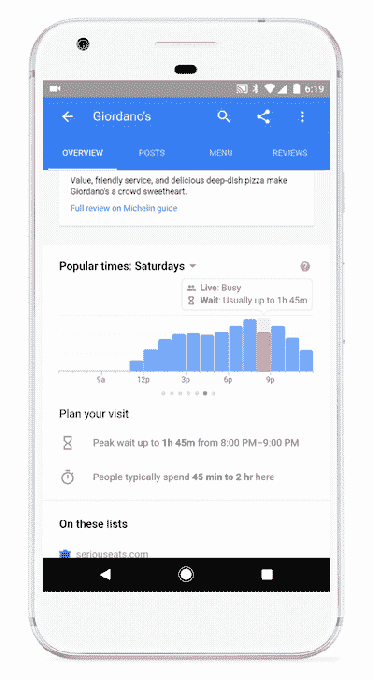 6:19
Giordano's
OVERVIEW POSTS MENU REVIEWS
Value, friendly service, and delicious deep-dish pizza make
Giordano's a crowd sweetheart.
Full review on Michelin guide
Popular times: Saturdays
Live: Busy
Wait: Usually up to 1h 45m
12p 3p 6p 9p
Plan your visit
Peak wait up to 1h 45m from 8:00 PM–9:00 PM
People typically spend 45 min to 2 hr here
On these lists
seriouseats.com